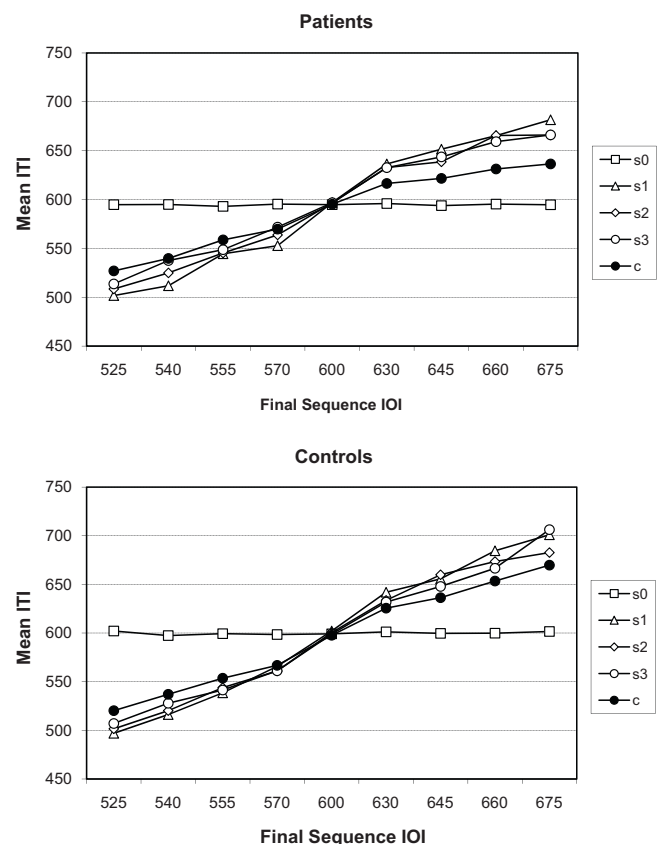 Patients
750
700
650
600
550
500
450
Mean ITI
525 540 555 570 600 630 645 660 675
Final Sequence IOI
s0
s1
s2
s3
c
Controls
750
700
650
600
550
500
450
Mean ITI
525 540 555 570 600 630 645 660 675
Final Sequence IOI
s0
s1
s2
s3
c